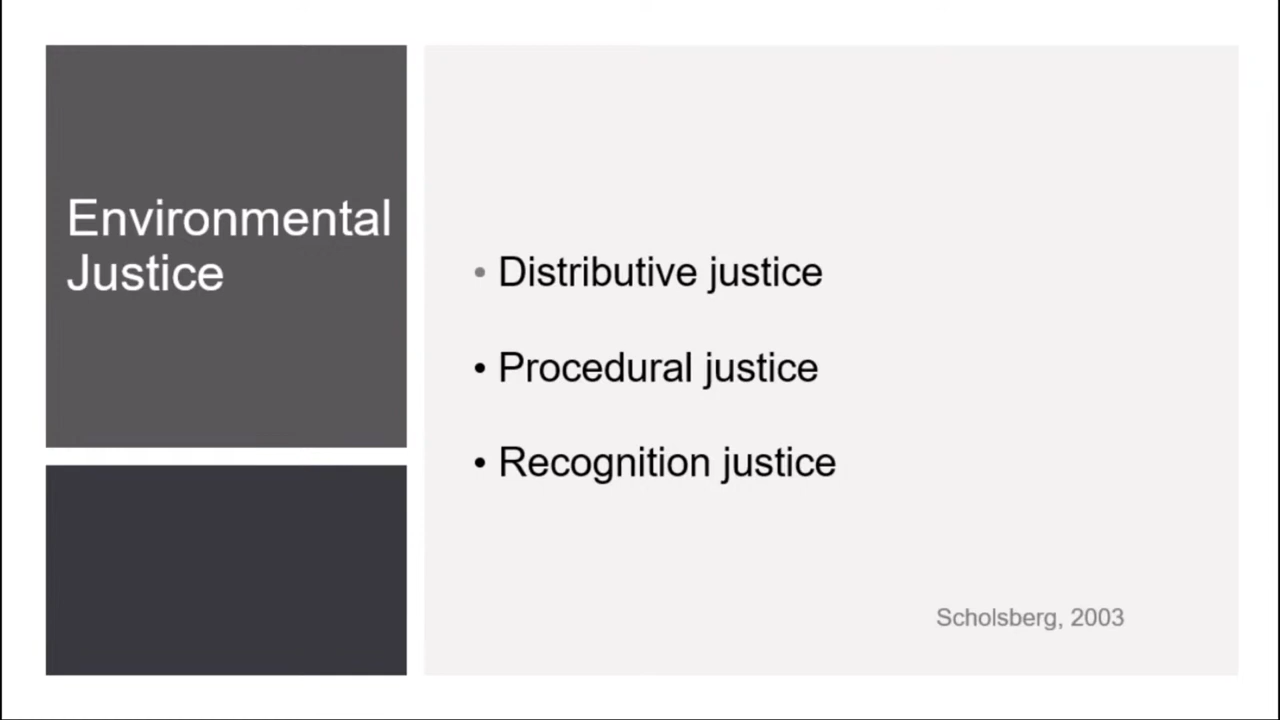 Environmental
Justice
• Distributive justice
• Procedural justice
• Recognition justice
Scholsberg, 2003